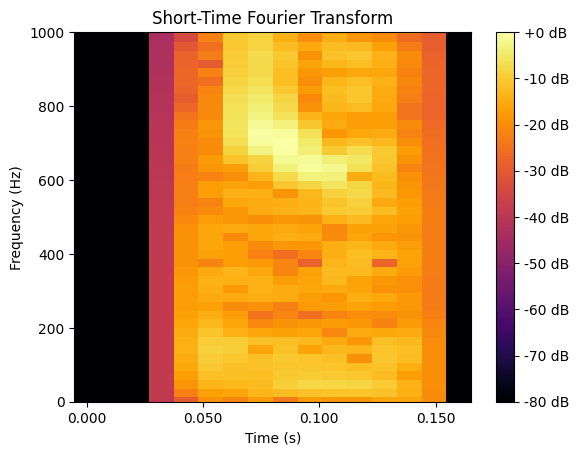 Short-Time Fourier Transform
1000
800
600
400
200
0
Frequency (Hz)
0.000
0.050
0.100
0.150
Time (s)
+0 dB
-10 dB
-20 dB
-30 dB
-40 dB
-50 dB
-60 dB
-70 dB
-80 dB